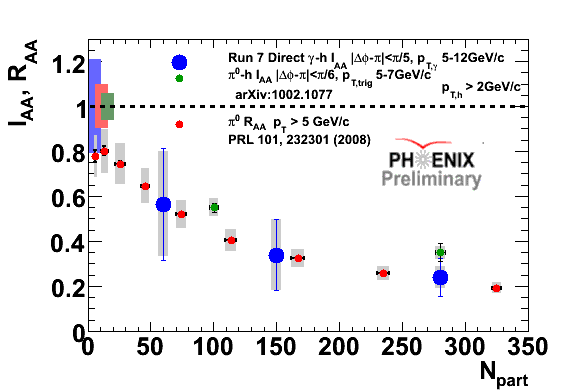 I_AA, R_AA
1.2
1
0.8
0.6
0.4
0.2
0
0 50 100 150 200 250 300 350
N_part
Run 7 Direct γ-h I_AA |Δϕ-π|<π/5, p_T,γ 5-12GeV/c
π⁰-h I_AA |Δϕ-π|<π/6, p_T,trig 5-7GeV/c
p_T,h > 2GeV/c
arXiv:1002.1077
π⁰ R_AA p_T > 5 GeV/c
PRL 101, 232301 (2008)
PHENIX
Preliminary